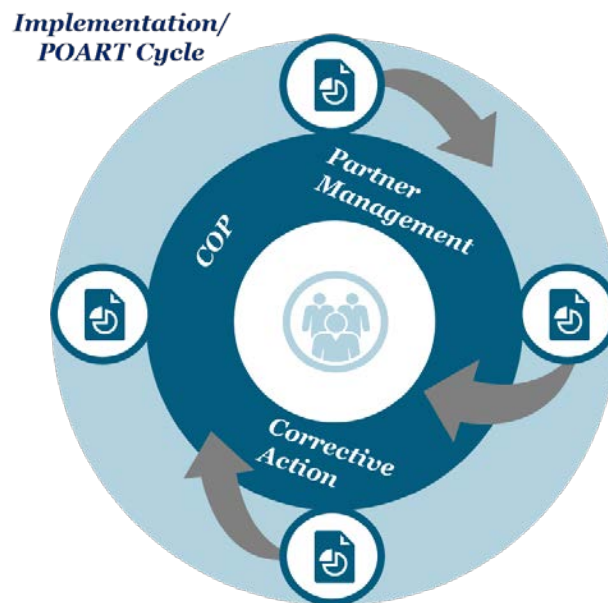 Implementation/
POART Cycle
Partner
Management
COP
Corrective
Action